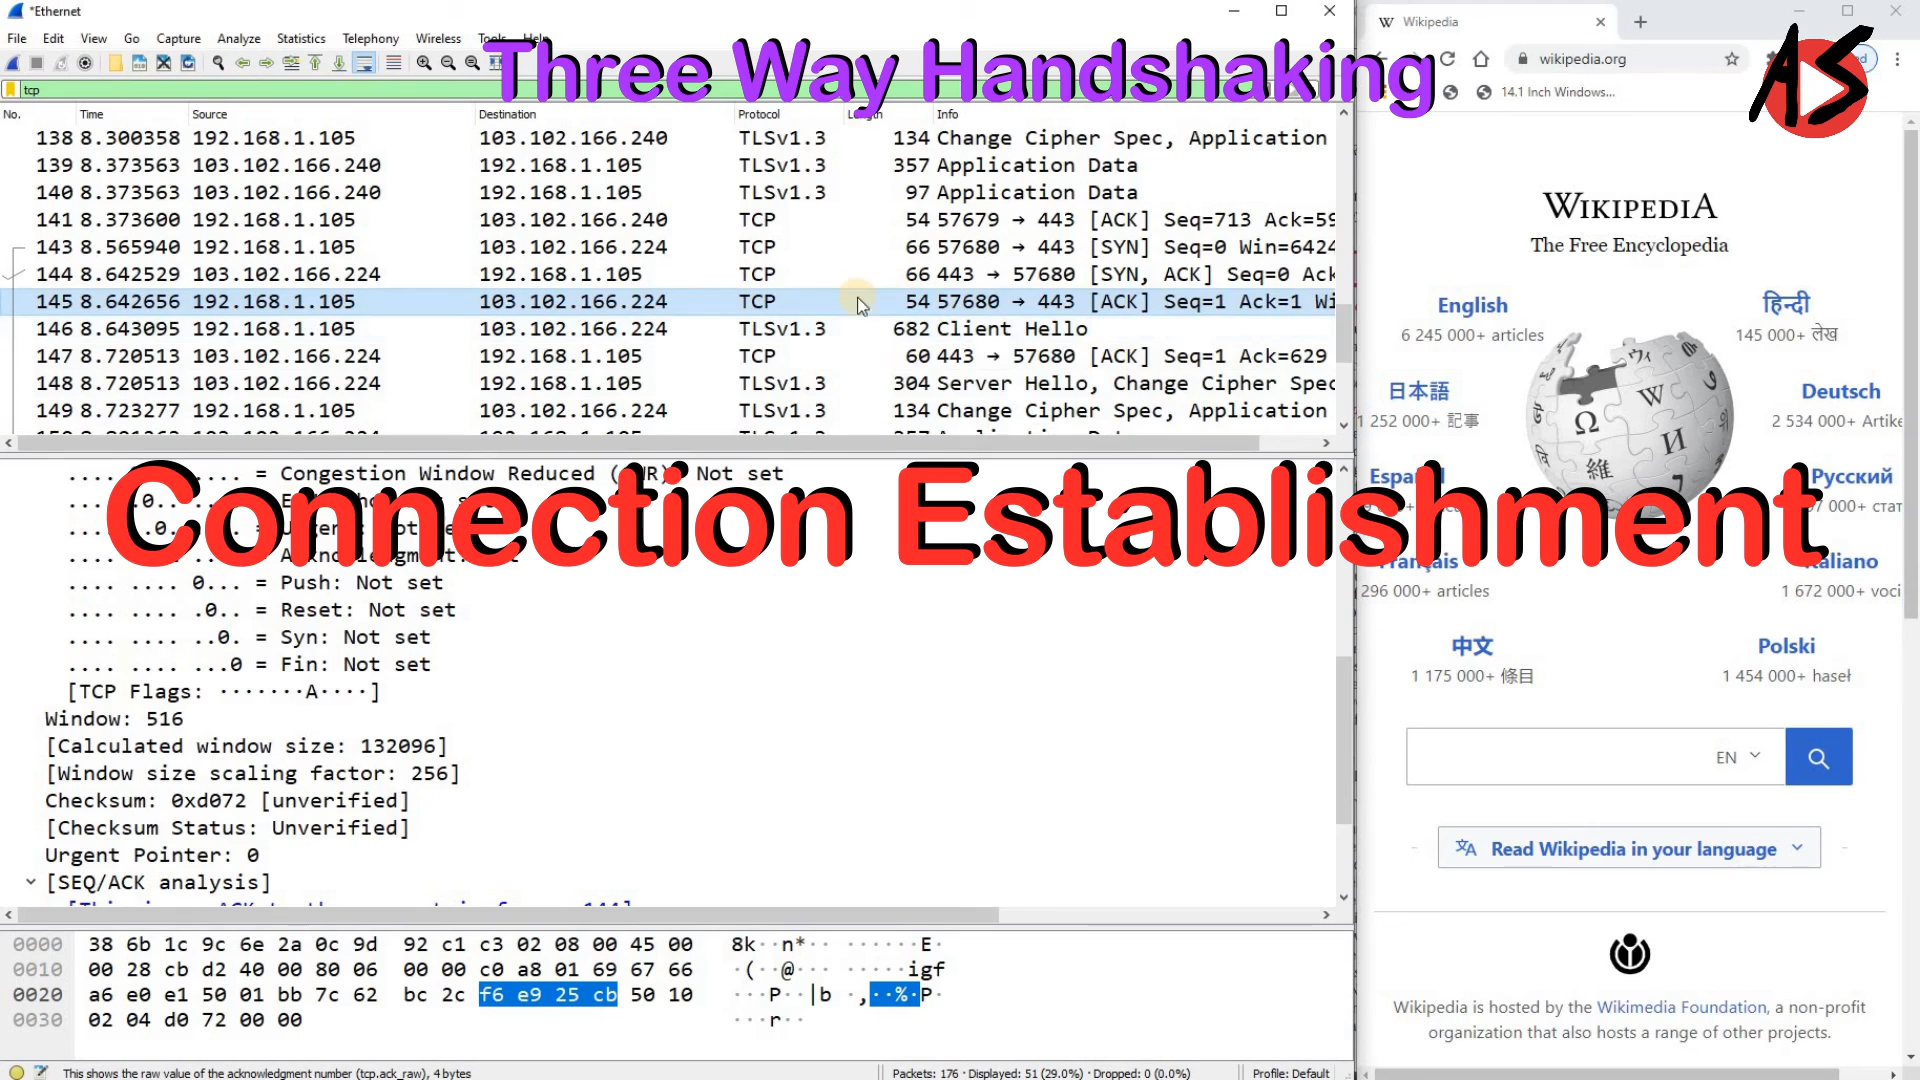 *Ethernet
File Edit View Go Capture Analyze Statistics Telephony Wireless Tools Help
Three Way Handshaking
tcp
No. Time Source Destination Protocol Length Info
138 8.300358 192.168.1.105 103.102.166.240 TLSv1.3 134 Change Cipher Spec, Application
139 8.373563 103.102.166.240 192.168.1.105 TLSv1.3 357 Application Data
140 8.373563 103.102.166.240 192.168.1.105 TLSv1.3 97 Application Data
141 8.373600 192.168.1.105 103.102.166.240 TCP 54 57679 → 443 [ACK] Seq=713 Ack=59
143 8.565940 192.168.1.105 103.102.166.224 TCP 66 57680 → 443 [SYN] Seq=0 Win=6424
144 8.642529 103.102.166.224 192.168.1.105 TCP 66 443 → 57680 [SYN, ACK] Seq=0 Ack
145 8.642656 192.168.1.105 103.102.166.224 TCP 54 57680 → 443 [ACK] Seq=1 Ack=1 Wi
146 8.643095 192.168.1.105 103.102.166.224 TLSv1.3 682 Client Hello
147 8.720513 103.102.166.224 192.168.1.105 TCP 60 443 → 57680 [ACK] Seq=1 Ack=629
148 8.720513 103.102.166.224 192.168.1.105 TLSv1.3 304 Server Hello, Change Cipher Spec
149 8.723277 192.168.1.105 103.102.166.224 TLSv1.3 134 Change Cipher Spec, Application
= Congestion Window Reduced Not set
Connection Establishment
.... .... 0... = Push: Not set
.... .... .0.. = Reset: Not set
.... .... ..0. = Syn: Not set
.... .... ...0 = Fin: Not set
[TCP Flags: ·······A····]
Window: 516
[Calculated window size: 132096]
[Window size scaling factor: 256]
Checksum: 0xd072 [unverified]
[Checksum Status: Unverified]
Urgent Pointer: 0
[SEQ/ACK analysis]
0000 38 6b 1c 9c 6e 2a 0c 9d 92 c1 c3 02 08 00 45 00 8k··n*·· ······E·
0010 00 28 cb d2 40 00 80 06 00 00 c0 a8 01 69 67 66 ·(··@··· ·····igf
0020 a6 e0 e1 50 01 bb 7c 62 bc 2c f6 e9 25 cb 50 10 ···P··|b ·,··%·P·
0030 02 04 d0 72 00 00 ···r··
This shows the raw value of the acknowledgment number (tcp.ack_raw), 4 bytes
Packets: 176 · Displayed: 51 (29.0%) · Dropped: 0 (0.0%)
Profile: Default
W Wikipedia
wikipedia.org
14.1 Inch Windows...
AS
WIKIPEDIA
The Free Encyclopedia
English
6 245 000+ articles
हिन्दी
145 000+ लेख
日本語
1 252 000+ 記事
Deutsch
2 534 000+ Artike
Español
Русский
Français
296 000+ articles
Italiano
1 672 000+ voci
中文
1 175 000+ 條目
Polski
1 454 000+ haseł
EN
Read Wikipedia in your language
Wikipedia is hosted by the Wikimedia Foundation, a non-profit
organization that also hosts a range of other projects.